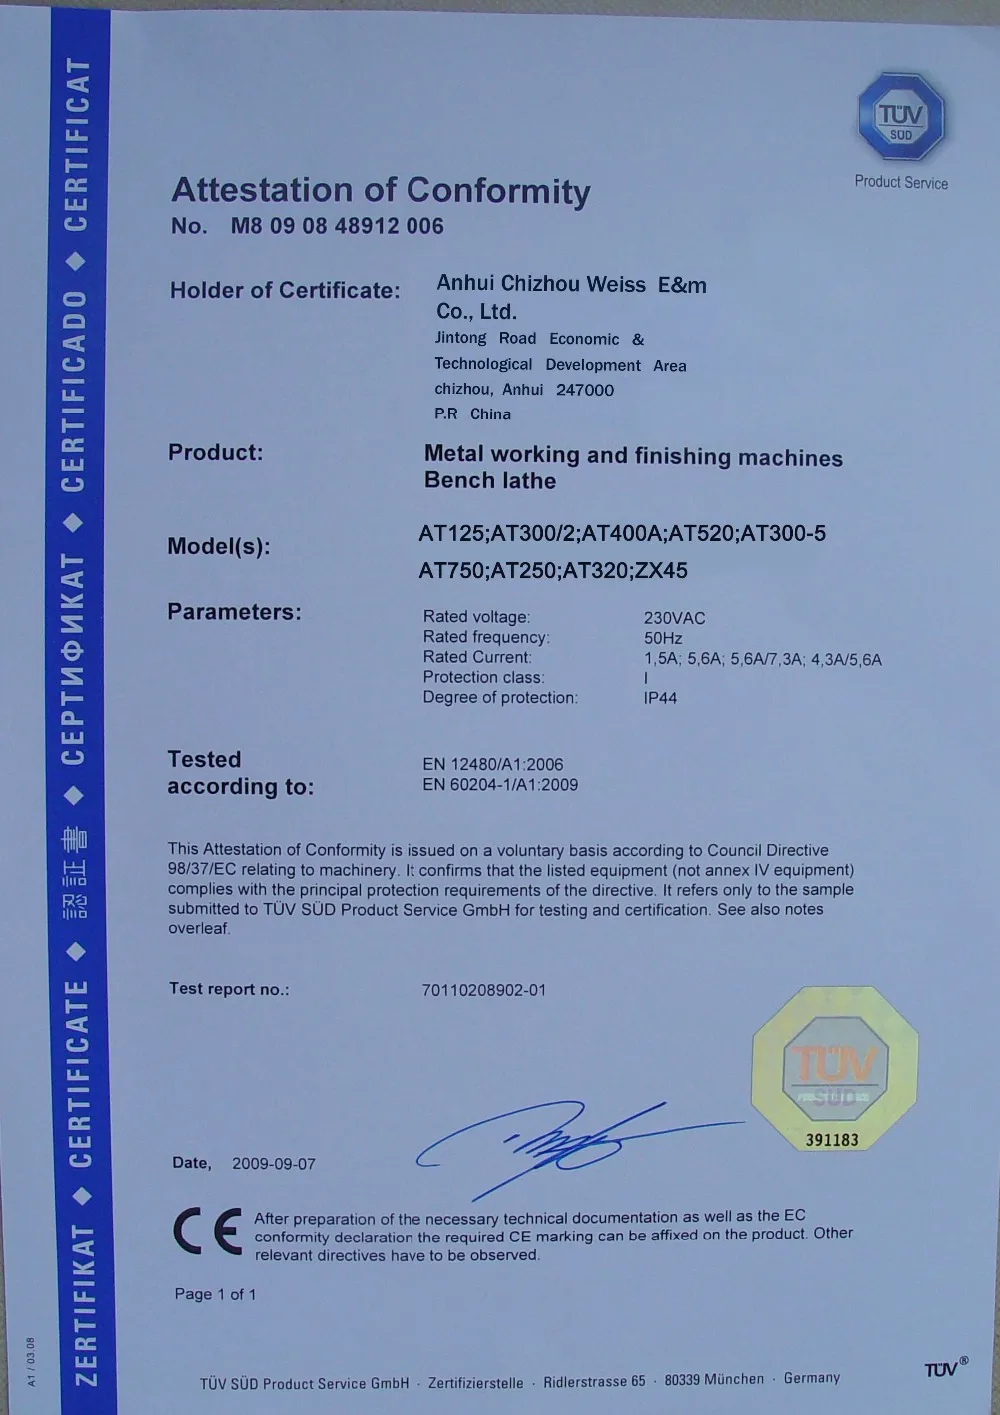 TÜV
SÜD
Product Service
Attestation of Conformity
No. M8 09 08 48912 006
Holder of Certificate:
Anhui Chizhou Weiss E&m
Co., Ltd.
Jintong Road Economic &
Technological Development Area
chizhou, Anhui 247000
P.R China
Product:
Metal working and finishing machines
Bench lathe
Model(s):
AT125;AT300/2;AT400A;AT520;AT300-5
AT750;AT250;AT320;ZX45
Parameters:
Rated voltage: 230VAC
Rated frequency: 50Hz
Rated Current: 1,5A; 5,6A; 5,6A/7,3A; 4,3A/5,6A
Protection class: I
Degree of protection: IP44
Tested
according to:
EN 12480/A1:2006
EN 60204-1/A1:2009
This Attestation of Conformity is issued on a voluntary basis according to Council Directive
98/37/EC relating to machinery. It confirms that the listed equipment (not annex IV equipment)
complies with the principal protection requirements of the directive. It refers only to the sample
submitted to TÜV SÜD Product Service GmbH for testing and certification. See also notes
overleaf.
Test report no.: 70110208902-01
TÜV
SÜD
391183
Date, 2009-09-07
CE
After preparation of the necessary technical documentation as well as the EC
conformity declaration the required CE marking can be affixed on the product. Other
relevant directives have to be observed.
Page 1 of 1
TÜV SÜD Product Service GmbH · Zertifizierstelle · Ridlerstrasse 65 · 80339 München · Germany
TÜV®
A1 / 03.08
ZERTIFIKAT ◆ CERTIFICATE ◆ 認証書 ◆ СЕРТИФИКАТ ◆ CERTIFICADO ◆ CERTIFICAT